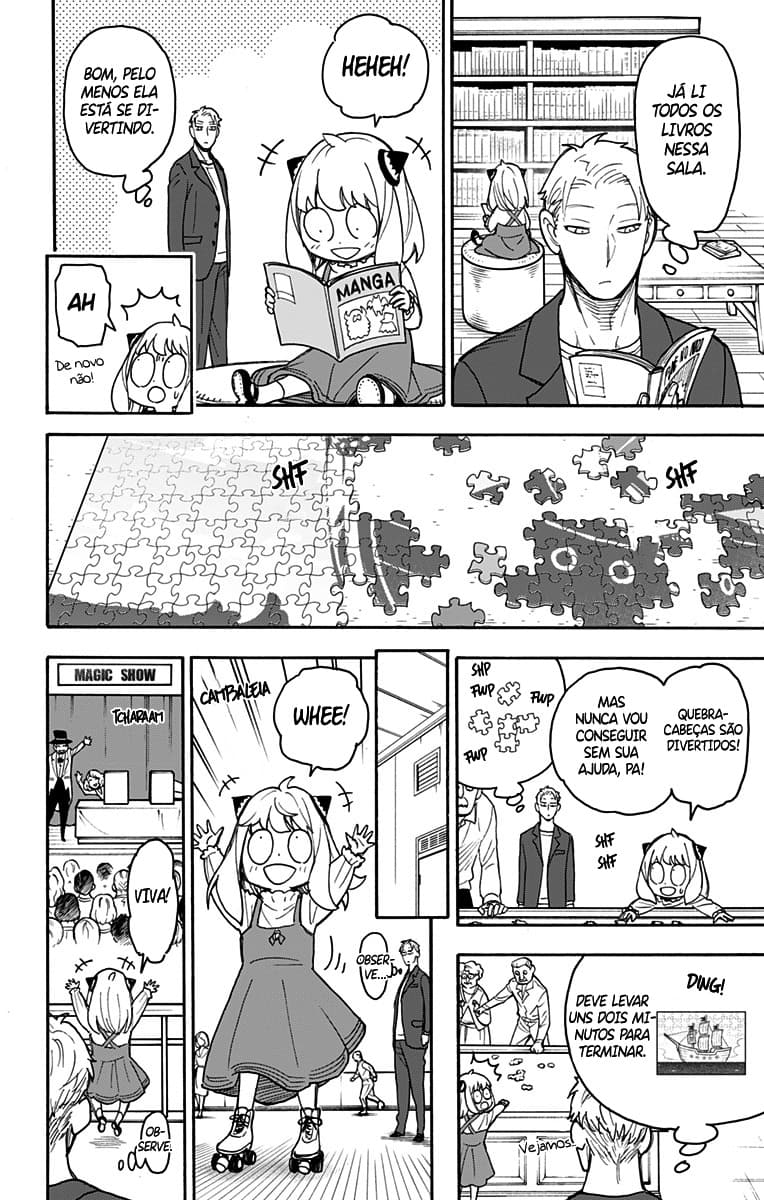 JÁ LI
TODOS OS
LIVROS
NESSA
SALA.
HEHEH!
MANGA
BOM, PELO
MENOS ELA
ESTÁ SE DI-
VERTINDO.
AH
De novo
não!
SHF
SHF
QUEBRA-
CABEÇAS SÃO
DIVERTIDOS!
MAS
NUNCA VOU
CONSEGUIR
SEM SUA
AJUDA, PA!
SHP
FWP
FWP
FWP
SHF
SHF
DING!
DEVE LEVAR
UNS DOIS MI-
NUTOS PARA
TERMINAR.
Vejamos!
WHEE!
CAMBALEIA
OBSER-
VE...
MAGIC SHOW
TCHARAAM
VIVA!
OB-
SERVE.